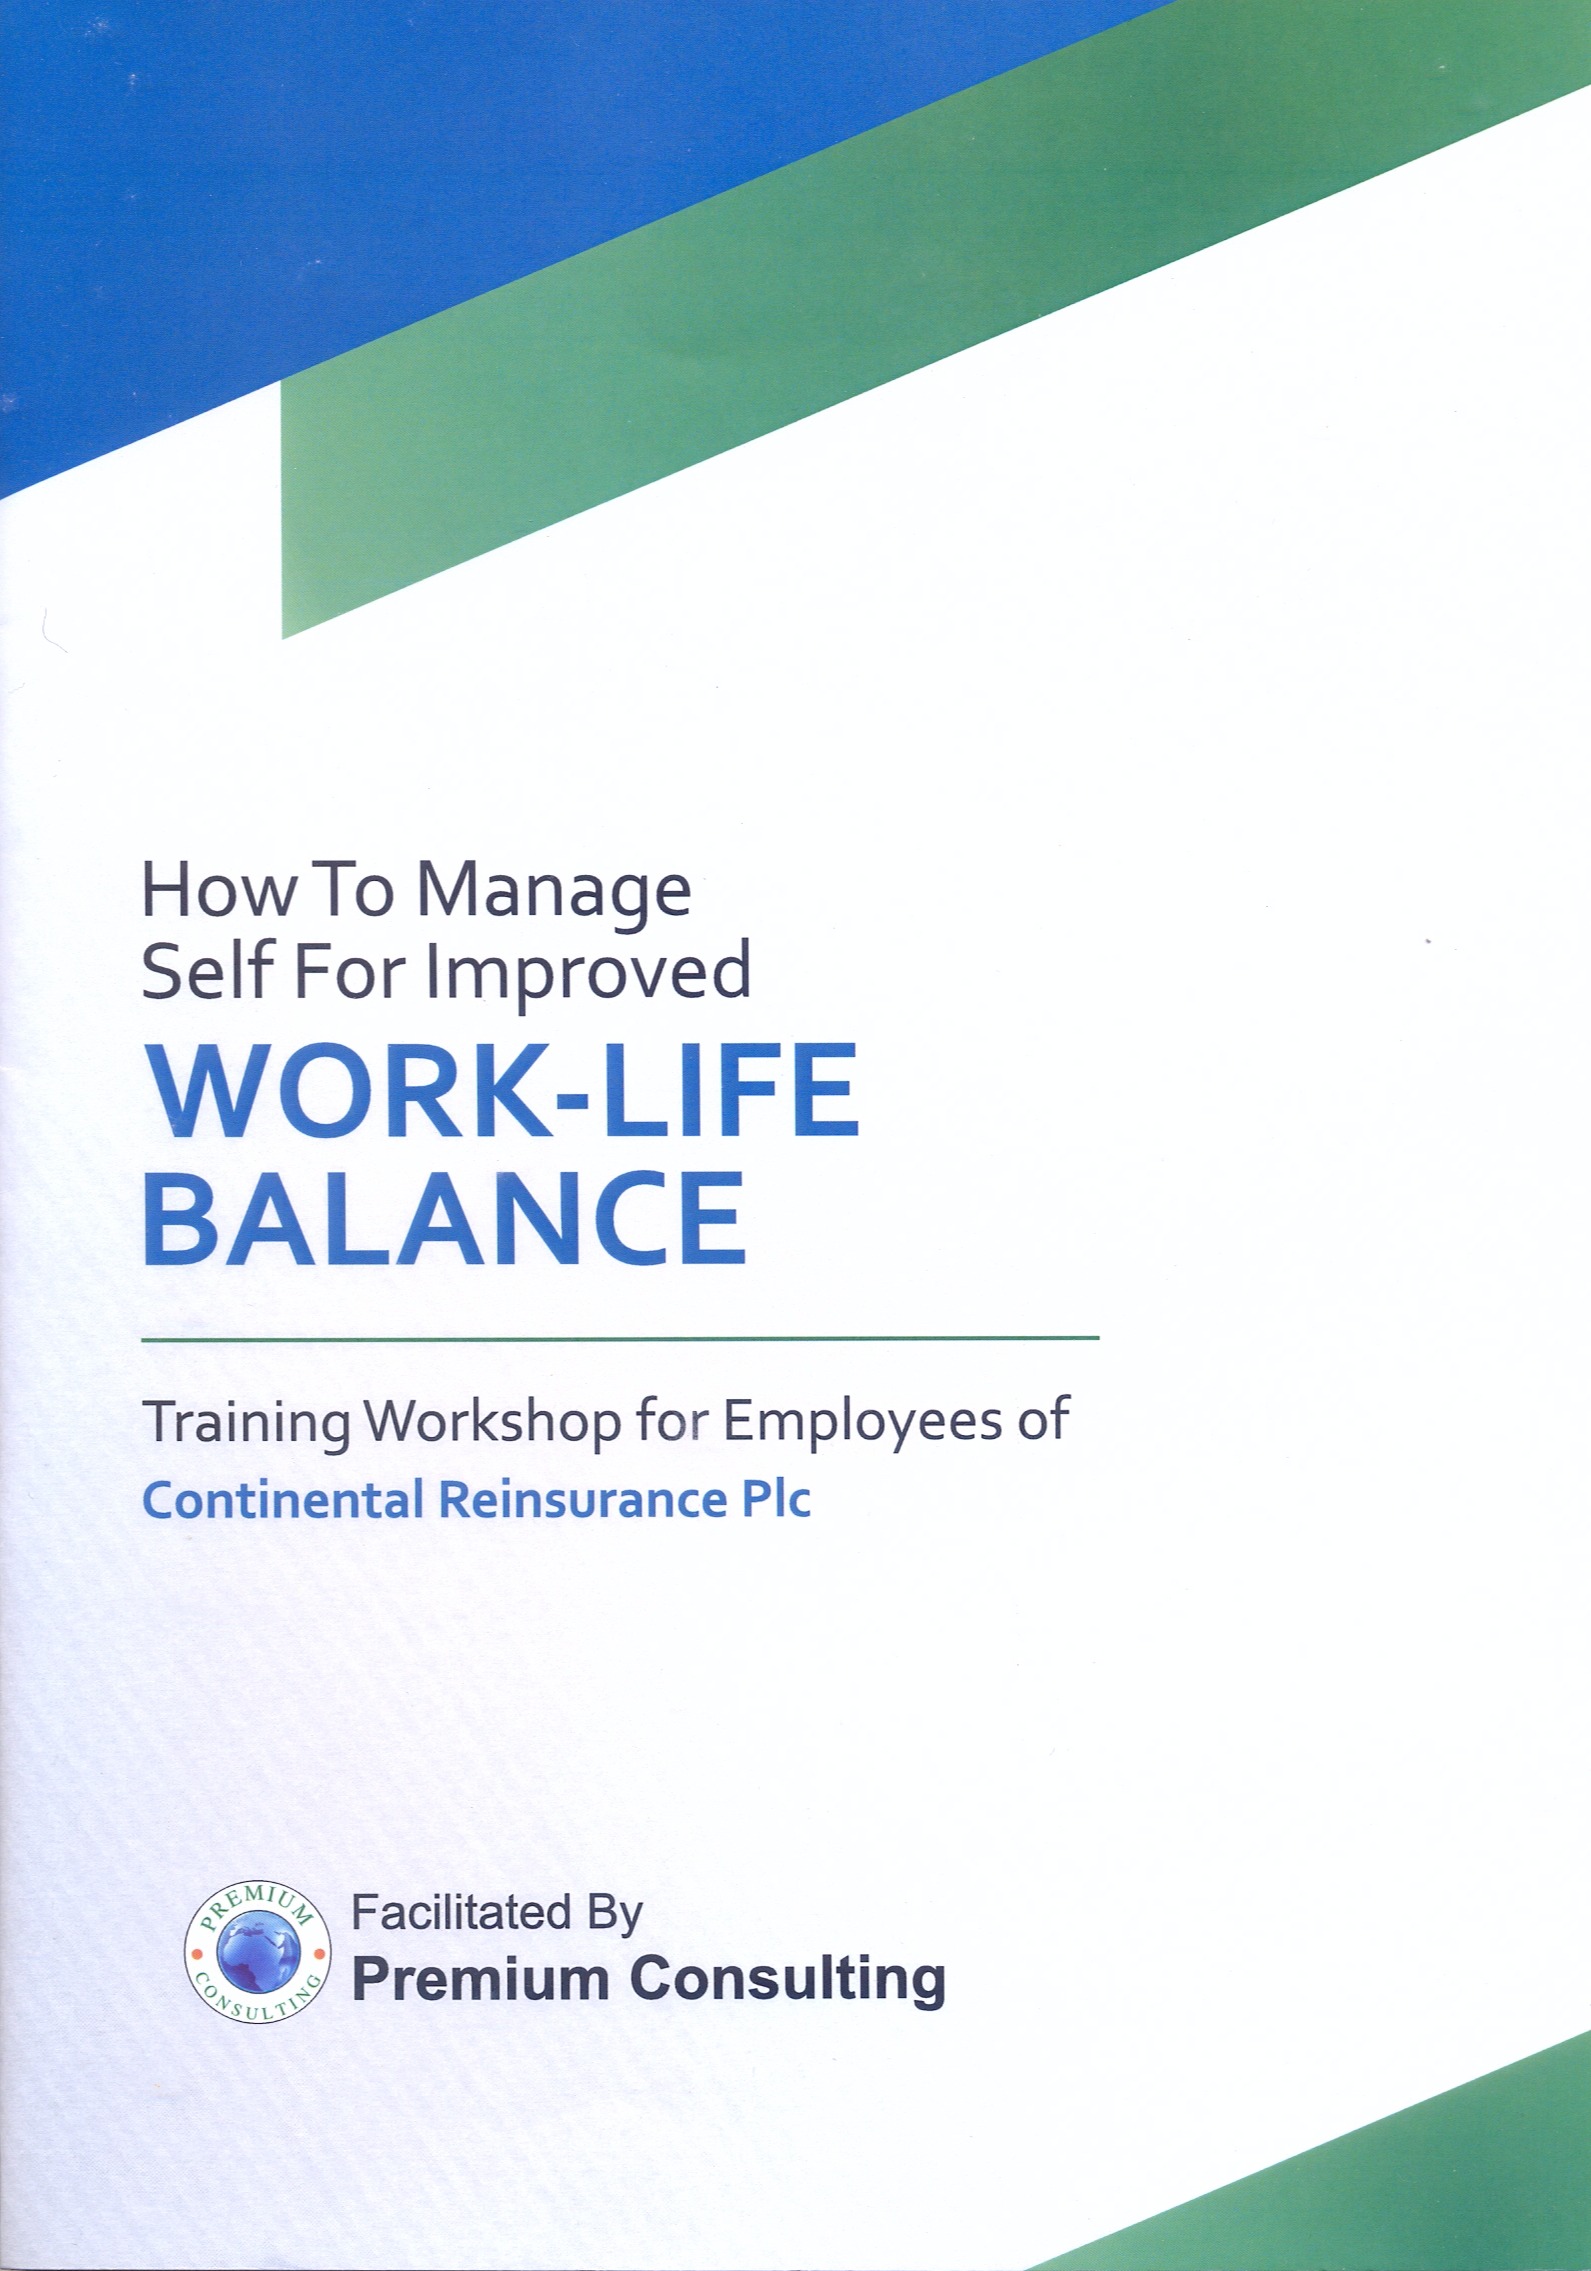 How To Manage
Self For Improved
WORK-LIFE
BALANCE
Training Workshop for Employees of
Continental Reinsurance Plc
PREMIUM
CONSULTING
Facilitated By
Premium Consulting